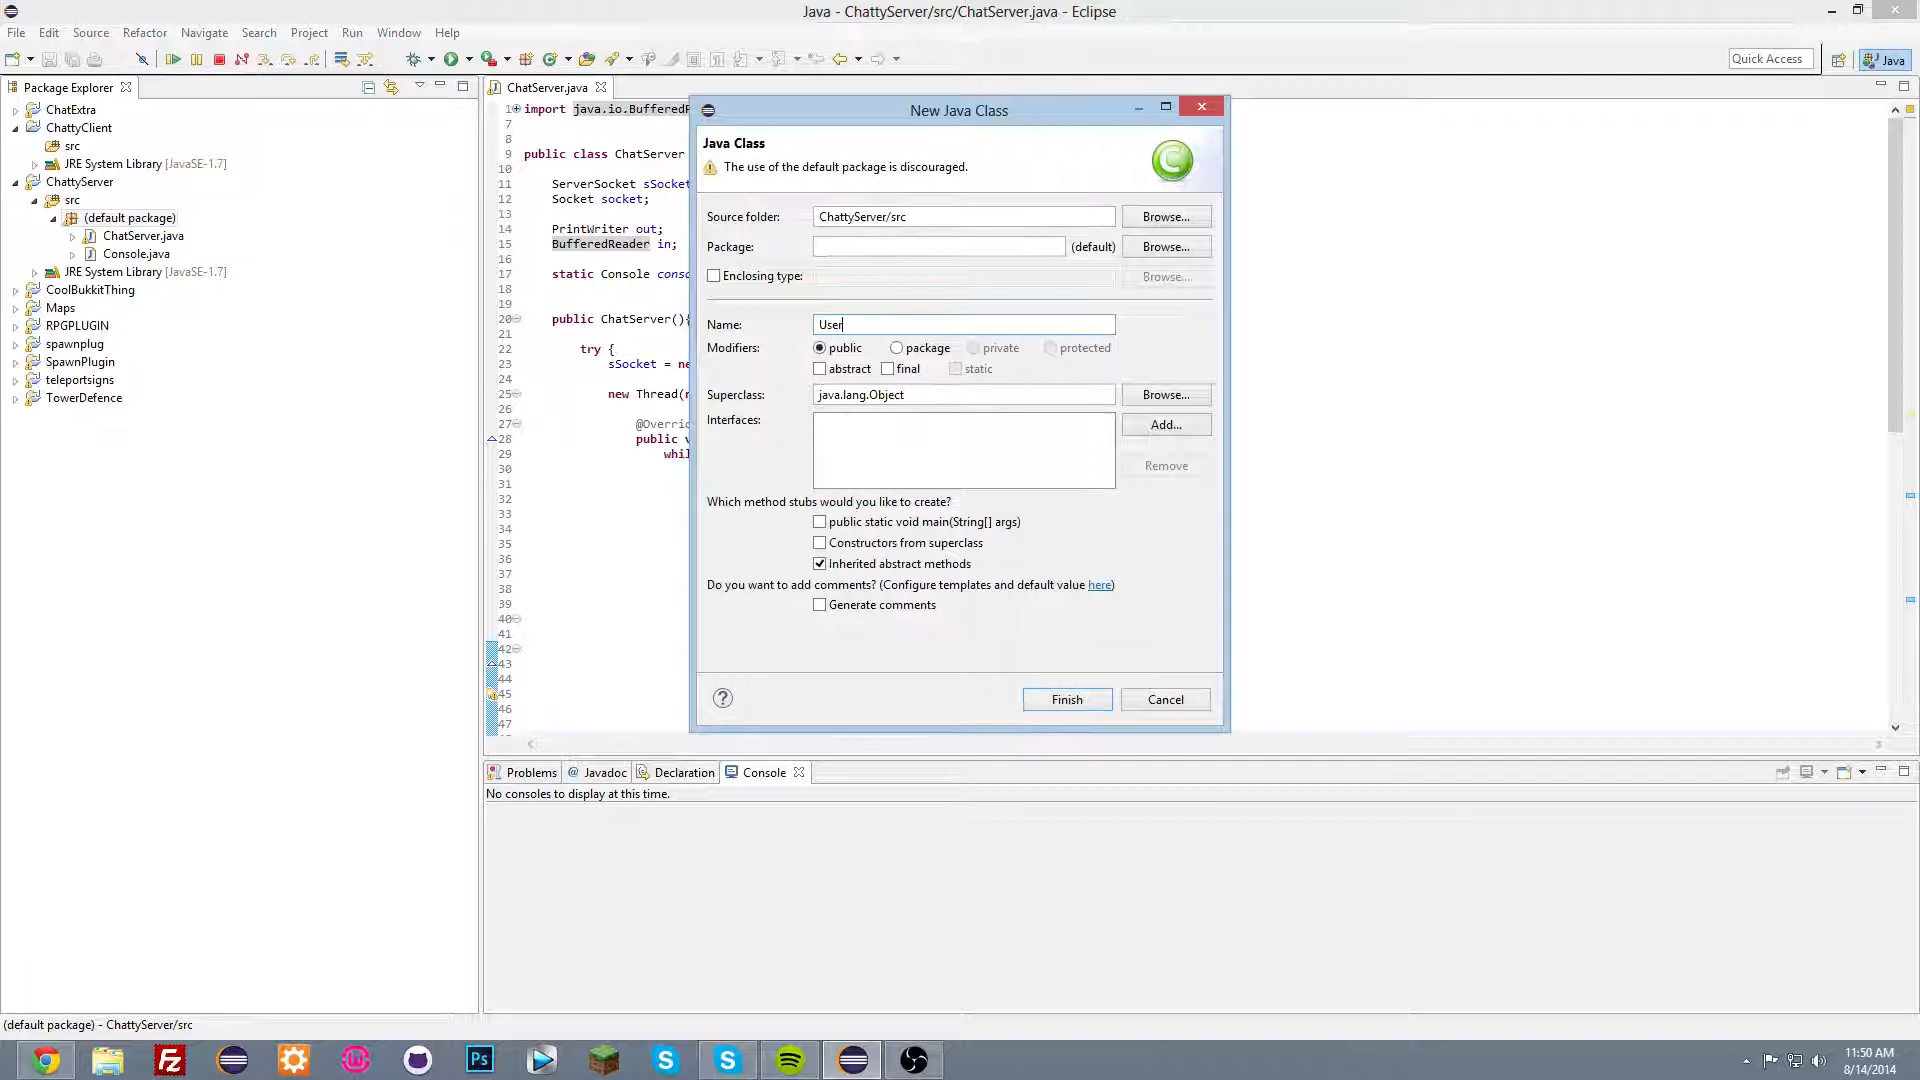 Java - ChattyServer/src/ChatServer.java - Eclipse
File Edit Source Refactor Navigate Search Project Run Window Help
Quick Access
Java
Package Explorer
ChatExtra
ChattyClient
src
JRE System Library [JavaSE-1.7]
ChattyServer
src
(default package)
ChatServer.java
Console.java
JRE System Library [JavaSE-1.7]
CoolBukkitThing
Maps
RPGPLUGIN
spawnplug
SpawnPlugin
teleportsigns
TowerDefence
ChatServer.java
1 import java.io.BufferedR
7
8
9 public class ChatServer
10
11 ServerSocket sSocket
12 Socket socket;
13
14 PrintWriter out;
15 BufferedReader in;
16
17 static Console conso
18
19
20 public ChatServer(){
21
22 try {
23 sSocket = ne
24
25 new Thread(r
26
27 @Overri
28 public v
29 whil
30
31
32
33
34
35
36
37
38
39
40
41
42
43
44
45
46
47
New Java Class
Java Class
The use of the default package is discouraged.
Source folder: ChattyServer/src Browse...
Package: (default) Browse...
Enclosing type: Browse...
Name: User
Modifiers: public package private protected
abstract final static
Superclass: java.lang.Object Browse...
Interfaces: Add...
Remove
Which method stubs would you like to create?
public static void main(String[] args)
Constructors from superclass
Inherited abstract methods
Do you want to add comments? (Configure templates and default value here)
Generate comments
? Finish Cancel
Problems @ Javadoc Declaration Console
No consoles to display at this time.
(default package) - ChattyServer/src
Fz Ps S S
11:50 AM
8/14/2014